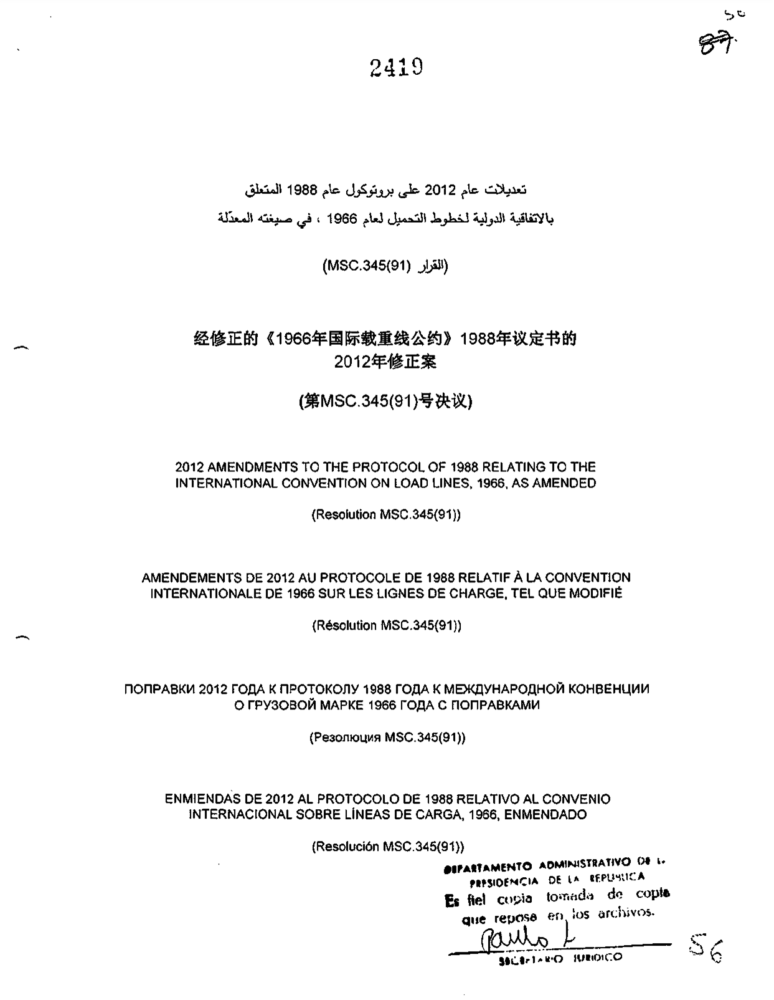 50
87
2419
تعديلات عام 2012 على بروتوكول عام 1988 المتعلق
بالاتفاقية الدولية لخطوط التحميل لعام 1966 ، في صيغته المعدّلة
(القرار MSC.345(91))
经修正的《1966年国际载重线公约》1988年议定书的
2012年修正案
(第MSC.345(91)号决议)
2012 AMENDMENTS TO THE PROTOCOL OF 1988 RELATING TO THE
INTERNATIONAL CONVENTION ON LOAD LINES, 1966, AS AMENDED
(Resolution MSC.345(91))
AMENDEMENTS DE 2012 AU PROTOCOLE DE 1988 RELATIF À LA CONVENTION
INTERNATIONALE DE 1966 SUR LES LIGNES DE CHARGE, TEL QUE MODIFIÉ
(Résolution MSC.345(91))
ПОПРАВКИ 2012 ГОДА К ПРОТОКОЛУ 1988 ГОДА К МЕЖДУНАРОДНОЙ КОНВЕНЦИИ
О ГРУЗОВОЙ МАРКЕ 1966 ГОДА С ПОПРАВКАМИ
(Резолюция MSC.345(91))
ENMIENDAS DE 2012 AL PROTOCOLO DE 1988 RELATIVO AL CONVENIO
INTERNACIONAL SOBRE LÍNEAS DE CARGA, 1966, ENMENDADO
(Resolución MSC.345(91))
DEPARTAMENTO ADMINISTRATIVO DE L
PRESIDENCIA DE LA REPUBLICA
Es fiel copia tomada de copia
que reposa en los archivos.
SECRETARIO JURIDICO
56